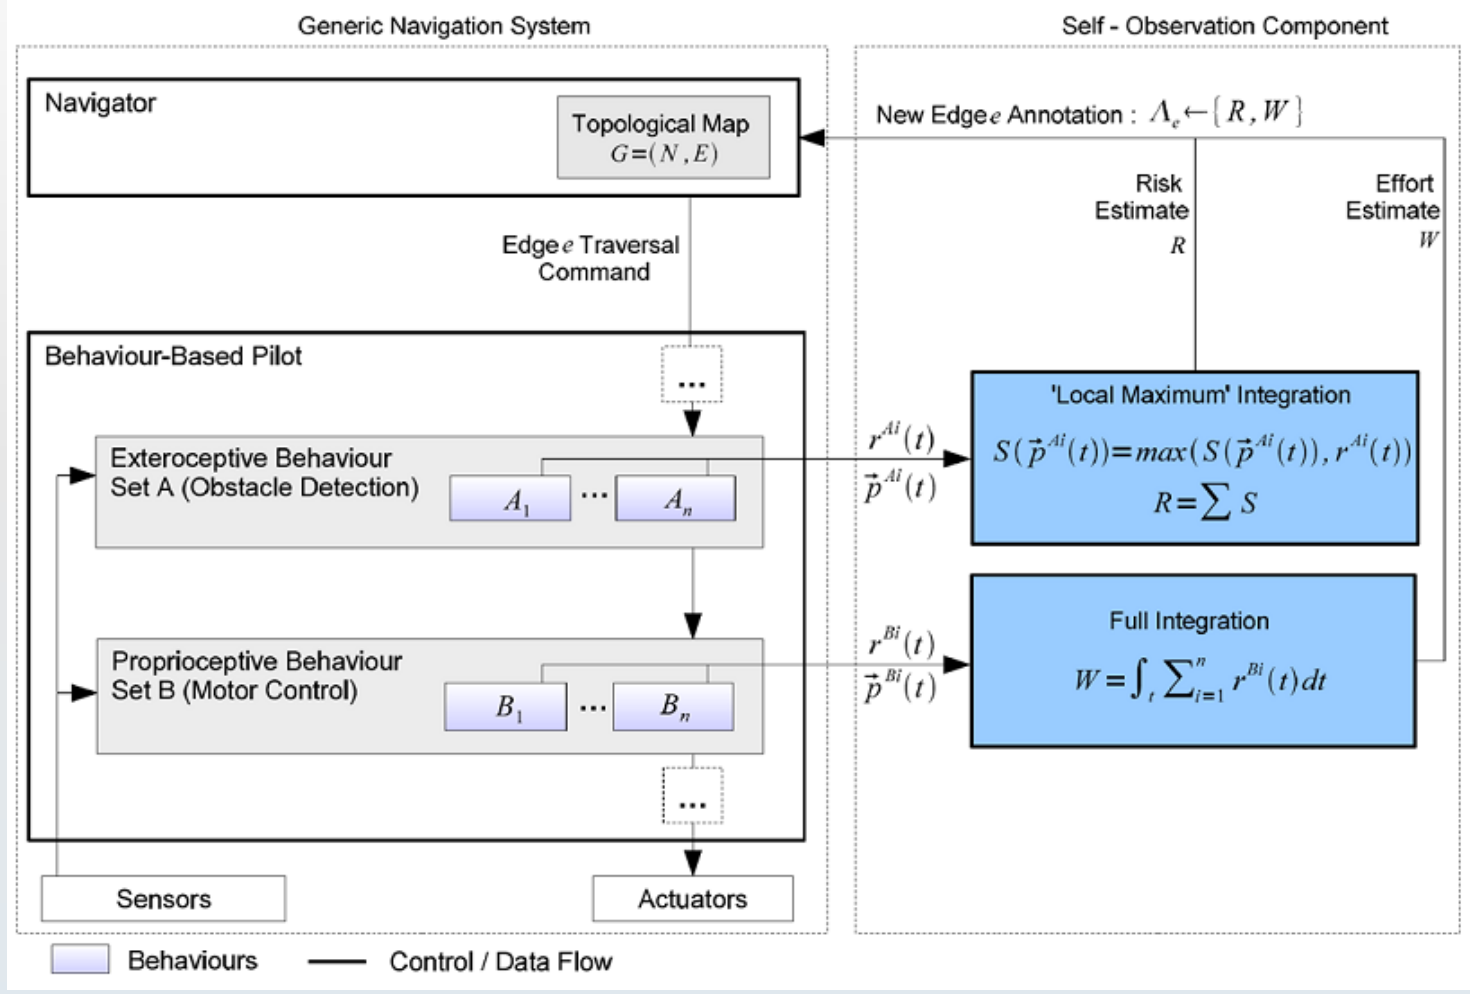 Generic Navigation System
Self - Observation Component
Navigator
Topological Map
G=(N,E)
New Edge e Annotation : Λe←{R,W}
Risk
Estimate
R
Effort
Estimate
W
Edge e Traversal
Command
Behaviour-Based Pilot
...
Exteroceptive Behaviour
Set A (Obstacle Detection)
A1 ... An
r^Ai(t)
p⃗^Ai(t)
'Local Maximum' Integration
S(p⃗^Ai(t))=max(S(p⃗^Ai(t)),r^Ai(t))
R=∑ S
Proprioceptive Behaviour
Set B (Motor Control)
B1 ... Bn
r^Bi(t)
p⃗^Bi(t)
Full Integration
W=∫t ∑i=1^n r^Bi(t)dt
...
Sensors
Actuators
Behaviours
Control / Data Flow